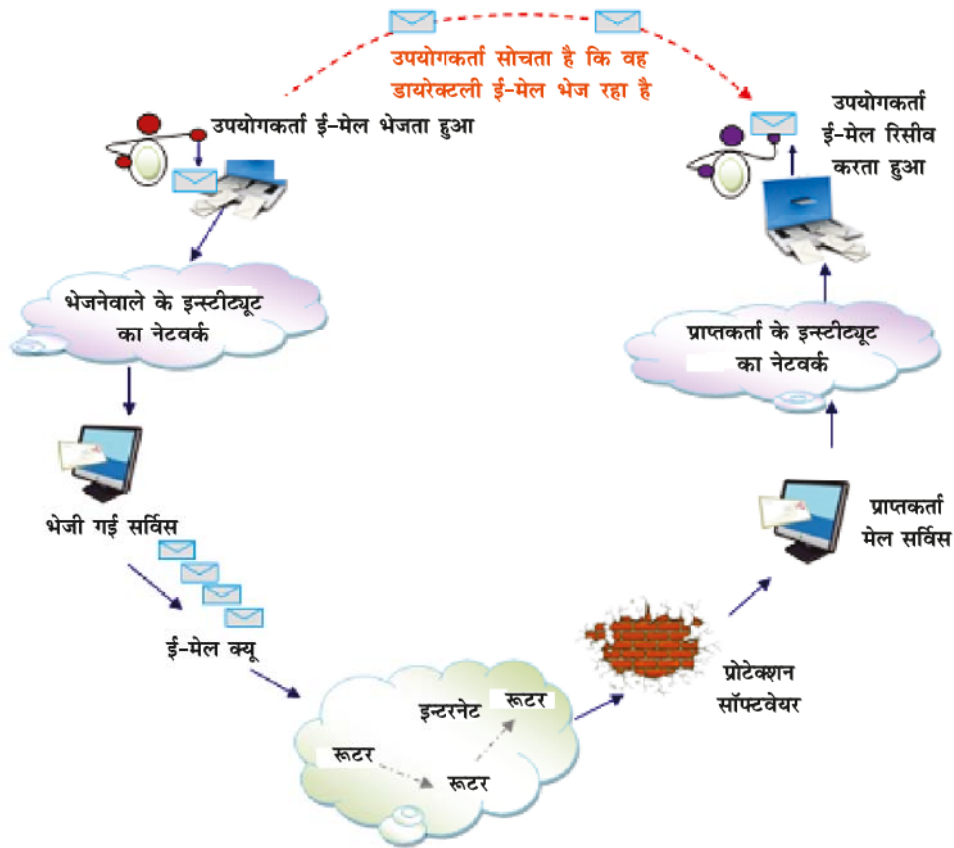 उपयोगकर्ता सोचता है कि वह
डायरेक्टली ई-मेल भेज रहा है
उपयोगकर्ता ई-मेल भेजता हुआ
उपयोगकर्ता
ई-मेल रिसीव
करता हुआ
भेजनेवाले के इन्स्टीट्यूट
का नेटवर्क
प्राप्तकर्ता के इन्स्टीट्यूट
का नेटवर्क
भेजी गई सर्विस
प्राप्तकर्ता
मेल सर्विस
ई-मेल क्यू
प्रोटेक्शन
सॉफ्टवेयर
इन्टरनेट
रूटर
रूटर
रूटर